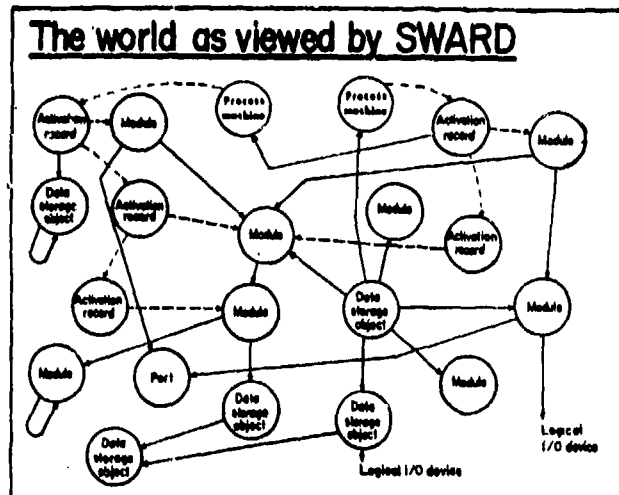 The world as viewed by SWARD
Process
machine
Process
machine
Activation
record
Module
Activation
record
Module
Data
storage
object
Activation
record
Module
Module
Activation
record
Activation
record
Module
Data
storage
object
Module
Module
Port
Module
Data
storage
object
Data
storage
object
Data
storage
object
Logical I/O device
Logical
I/O device